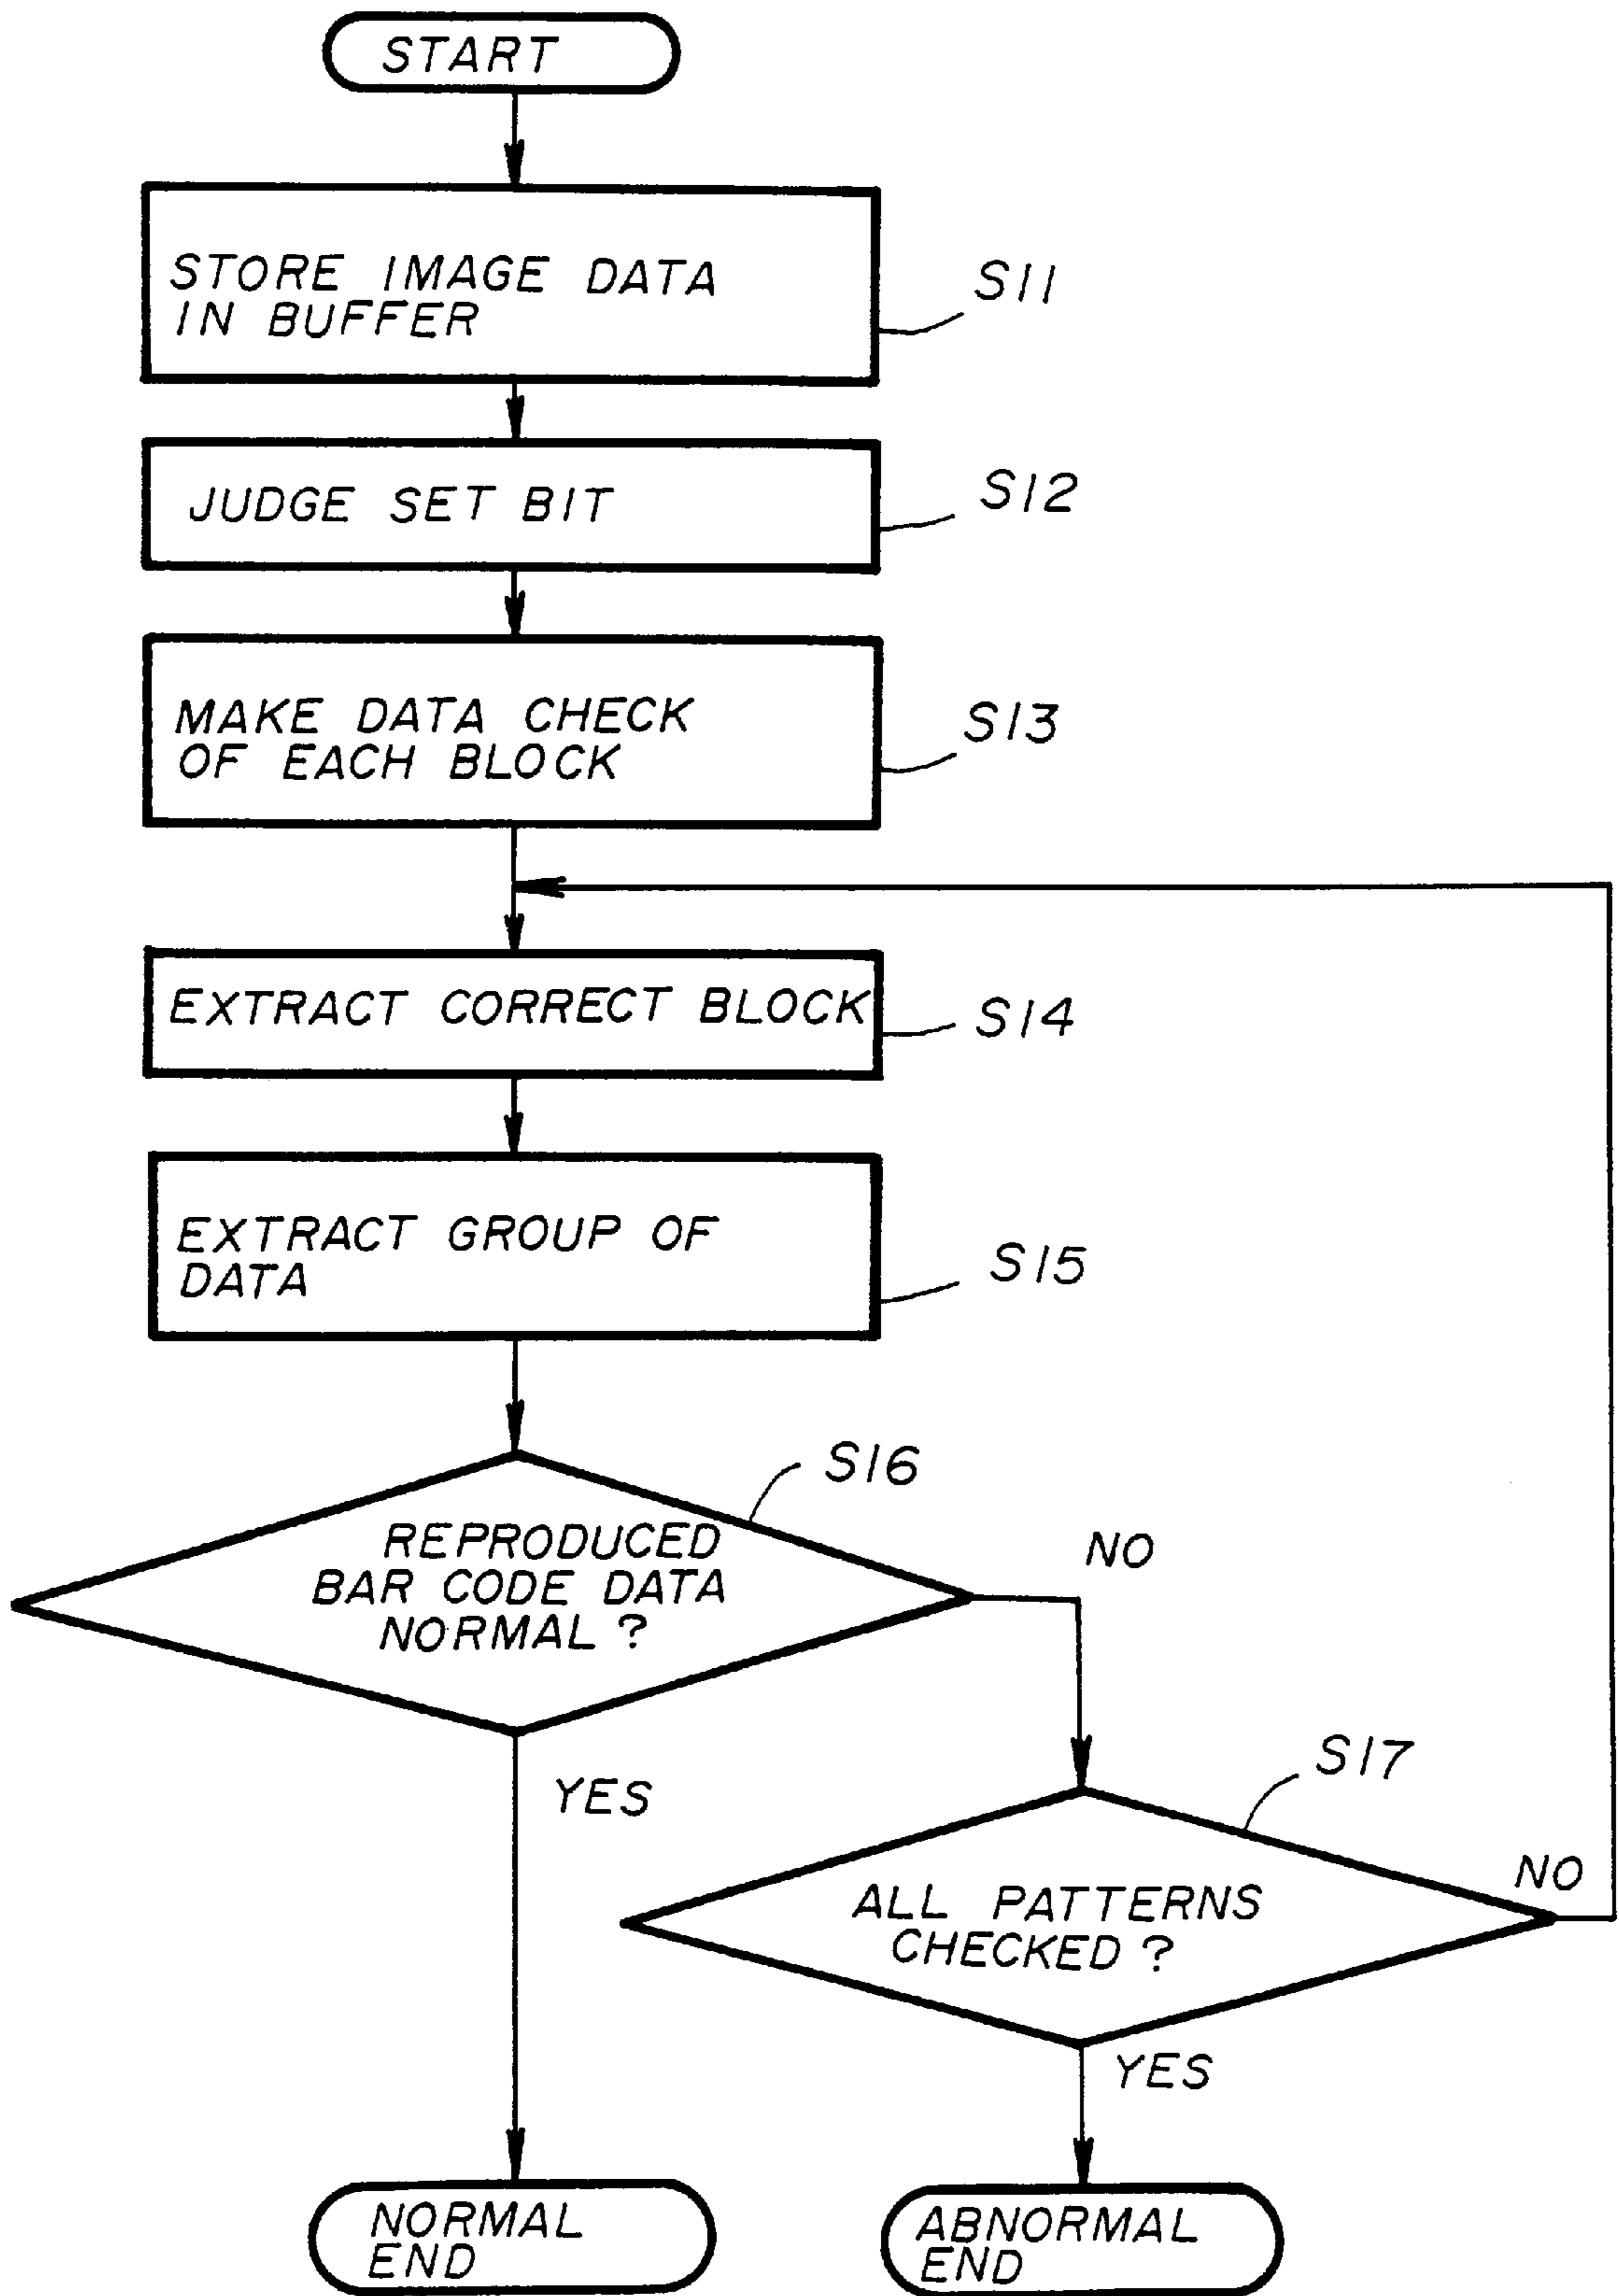 START
STORE IMAGE DATA
IN BUFFER
S11
JUDGE SET BIT
S12
MAKE DATA CHECK
OF EACH BLOCK
S13
EXTRACT CORRECT BLOCK
S14
EXTRACT GROUP OF
DATA
S15
S16
REPRODUCED
BAR CODE DATA
NORMAL ?
NO
YES
S17
ALL PATTERNS
CHECKED ?
NO
YES
NORMAL
END
ABNORMAL
END